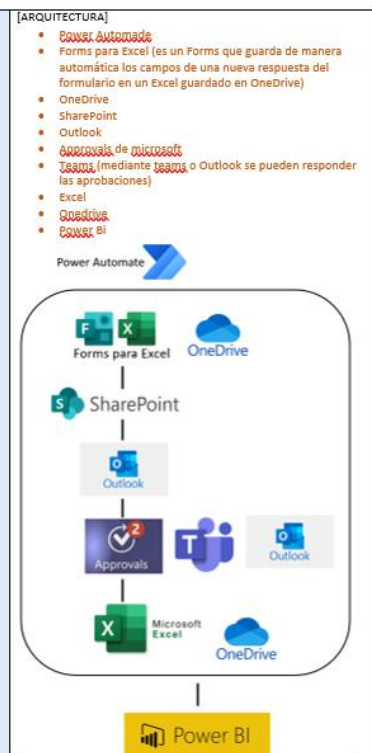 [ARQUITECTURA]
• Power Automade
• Forms para Excel (es un Forms que guarda de manera
automática los campos de una nueva respuesta del
formulario en un Excel guardado en OneDrive)
• OneDrive
• SharePoint
• Outlook
• Approvals de microsoft
• Teams (mediante teams o Outlook se pueden responder
las aprobaciones)
• Excel
• Onedrive
• Power Bi
Power Automate
F X
Forms para Excel
OneDrive
S SharePoint
O
Outlook
2
Approvals
T
O
Outlook
X Microsoft
Excel
OneDrive
Power BI